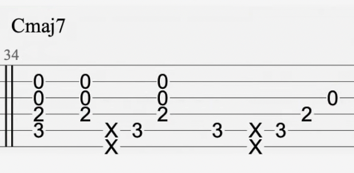 Cmaj7
34
0 0 0
0 0 0 0
2 2 2 2
3 X 3 3 X 3
X X